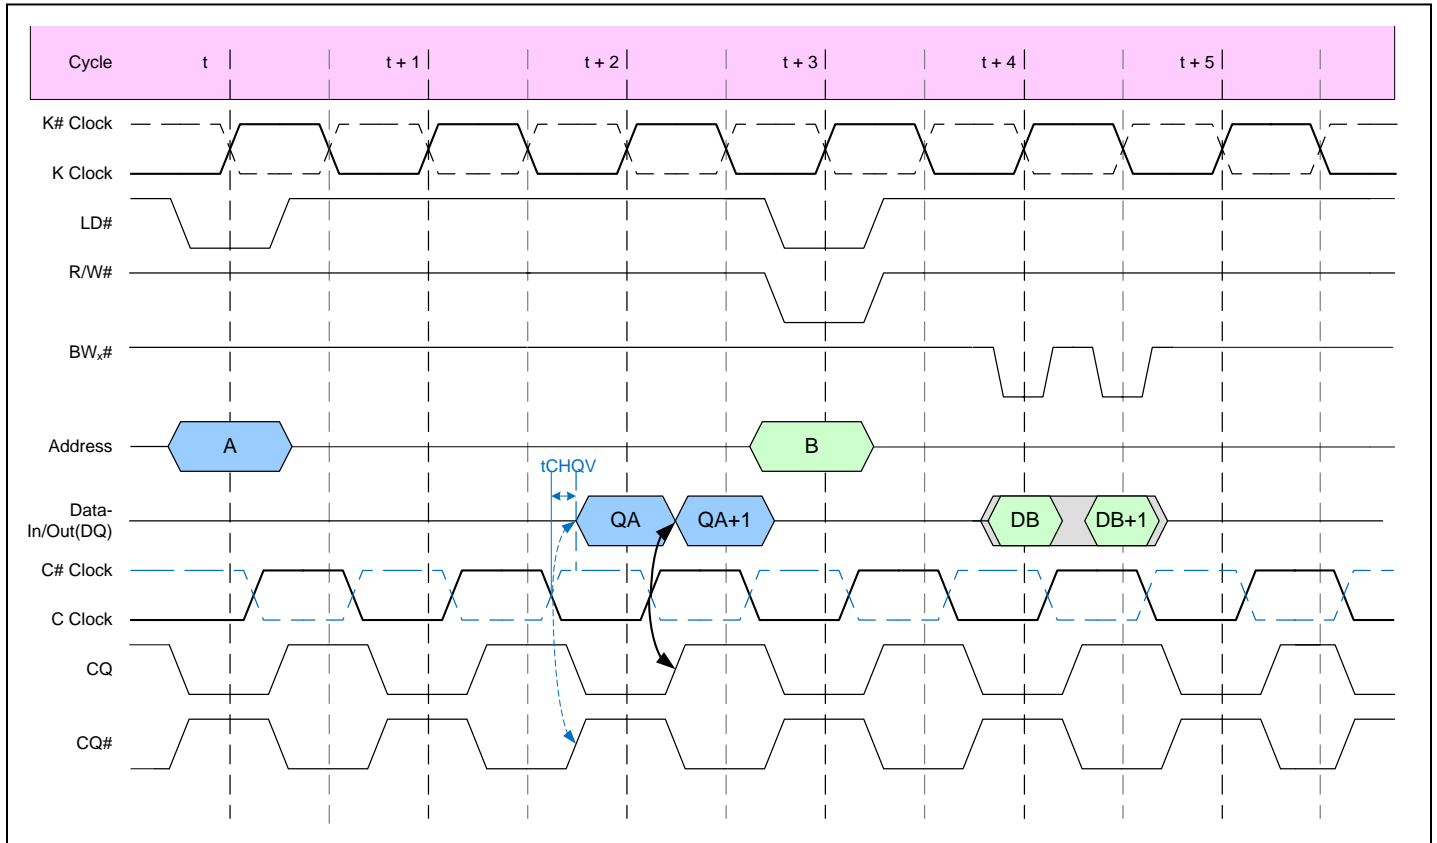 Cycle t t + 1 t + 2 t + 3 t + 4 t + 5
K# Clock
K Clock
LD#
R/W#
BWₓ#
Address A B
tCHQV
Data-
In/Out(DQ) QA QA+1 DB DB+1
C# Clock
C Clock
CQ
CQ#